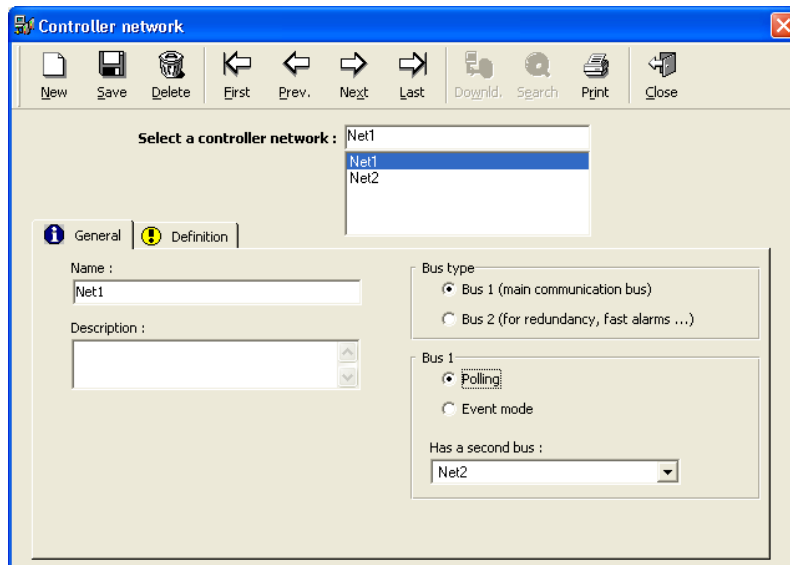 Controller network
New Save Delete First Prev. Next Last Downld. Search Print Close
Select a controller network : Net1
Net1
Net2
General Definition
Name :
Net1
Description :
Bus type
Bus 1 (main communication bus)
Bus 2 (for redundancy, fast alarms ...)
Bus 1
Polling
Event mode
Has a second bus :
Net2